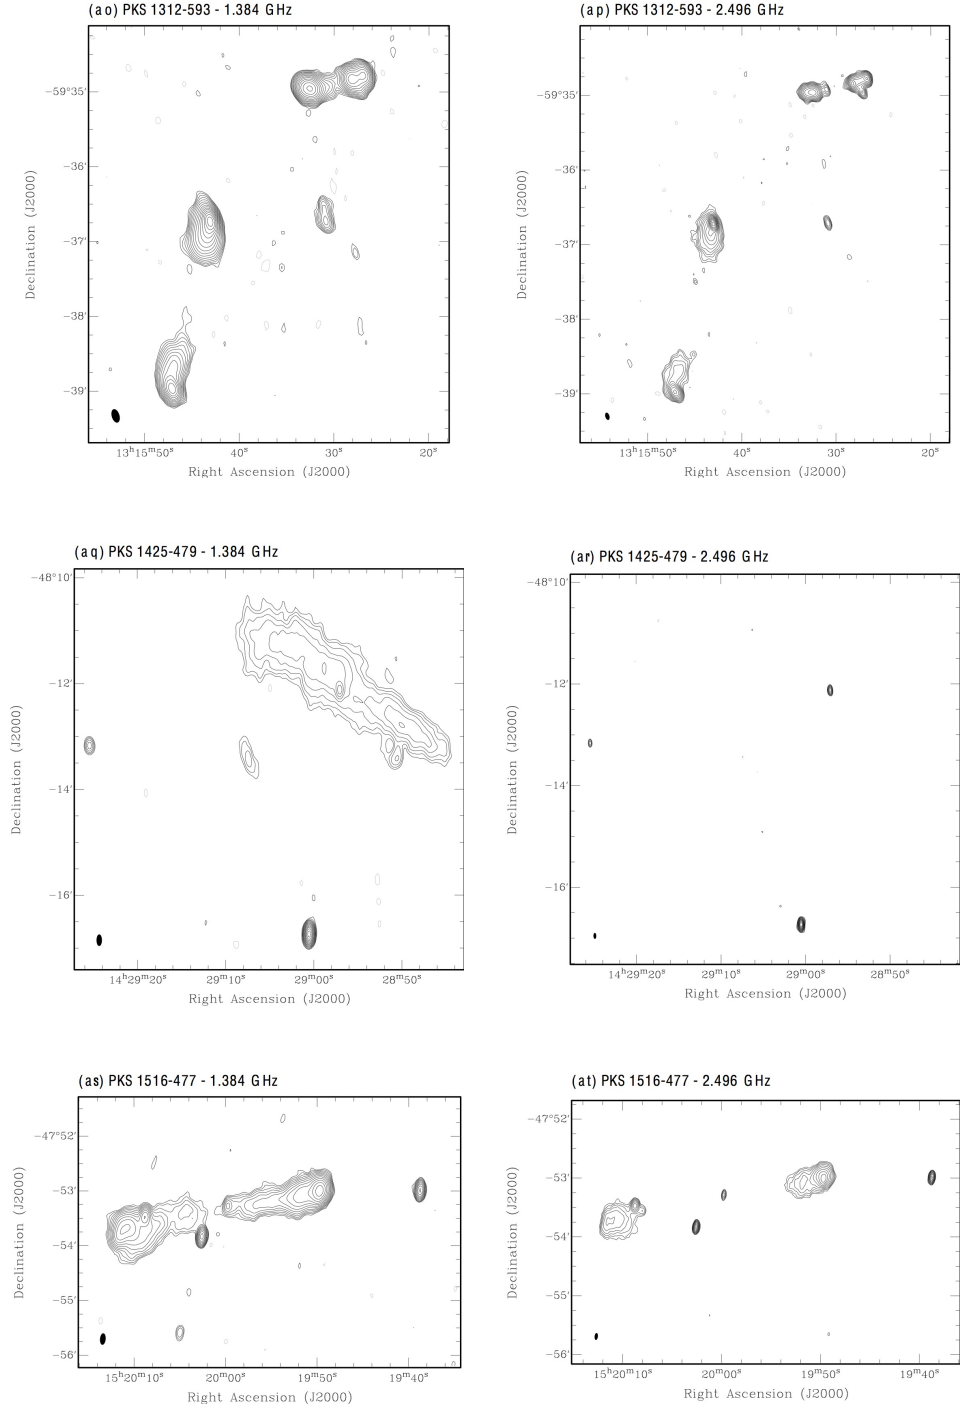 (ao) PKS 1312-593 - 1.384 GHz
Declination (J2000)
−59°35′
−36′
−37′
−38′
−39′
13ʰ15ᵐ50ˢ 40ˢ 30ˢ 20ˢ
Right Ascension (J2000)
(ap) PKS 1312-593 - 2.496 GHz
Declination (J2000)
−59°35′
−36′
−37′
−38′
−39′
13ʰ15ᵐ50ˢ 40ˢ 30ˢ 20ˢ
Right Ascension (J2000)
(aq) PKS 1425-479 - 1.384 GHz
Declination (J2000)
−48°10′
−12′
−14′
−16′
14ʰ29ᵐ20ˢ 29ᵐ10ˢ 29ᵐ00ˢ 28ᵐ50ˢ
Right Ascension (J2000)
(ar) PKS 1425-479 - 2.496 GHz
Declination (J2000)
−48°10′
−12′
−14′
−16′
14ʰ29ᵐ20ˢ 29ᵐ10ˢ 29ᵐ00ˢ 28ᵐ50ˢ
Right Ascension (J2000)
(as) PKS 1516-477 - 1.384 GHz
Declination (J2000)
−47°52′
−53′
−54′
−55′
−56′
15ʰ20ᵐ10ˢ 20ᵐ00ˢ 19ᵐ50ˢ 19ᵐ40ˢ
Right Ascension (J2000)
(at) PKS 1516-477 - 2.496 GHz
Declination (J2000)
−47°52′
−53′
−54′
−55′
−56′
15ʰ20ᵐ10ˢ 20ᵐ00ˢ 19ᵐ50ˢ 19ᵐ40ˢ
Right Ascension (J2000)